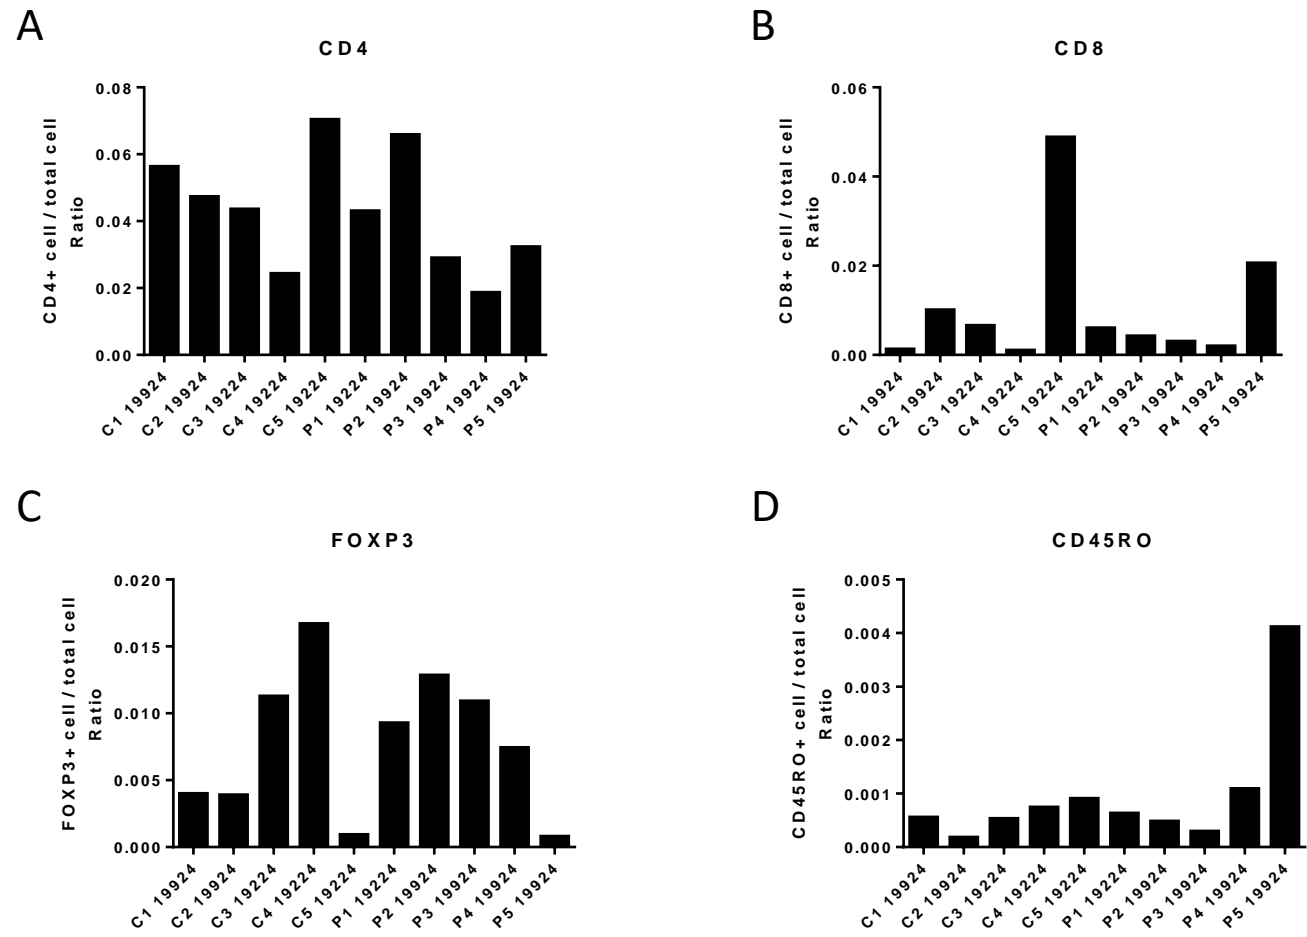 A
CD4
CD4+ cell / total cell
Ratio
0.08
0.06
0.04
0.02
0.00
C1 19924
C2 19924
C3 19224
C4 19224
C5 19224
P1 19224
P2 19924
P3 19924
P4 19924
P5 19924
B
CD8
CD8+ cell / total cell
Ratio
0.06
0.04
0.02
0.00
C1 19924
C2 19924
C3 19224
C4 19224
C5 19224
P1 19224
P2 19924
P3 19924
P4 19924
P5 19924
C
FOXP3
FOXP3+ cell / total cell
Ratio
0.020
0.015
0.010
0.005
0.000
C1 19924
C2 19924
C3 19224
C4 19224
C5 19224
P1 19224
P2 19924
P3 19924
P4 19924
P5 19924
D
CD45RO
CD45RO+ cell / total cell
Ratio
0.005
0.004
0.003
0.002
0.001
0.000
C1 19924
C2 19924
C3 19224
C4 19224
C5 19224
P1 19224
P2 19924
P3 19924
P4 19924
P5 19924